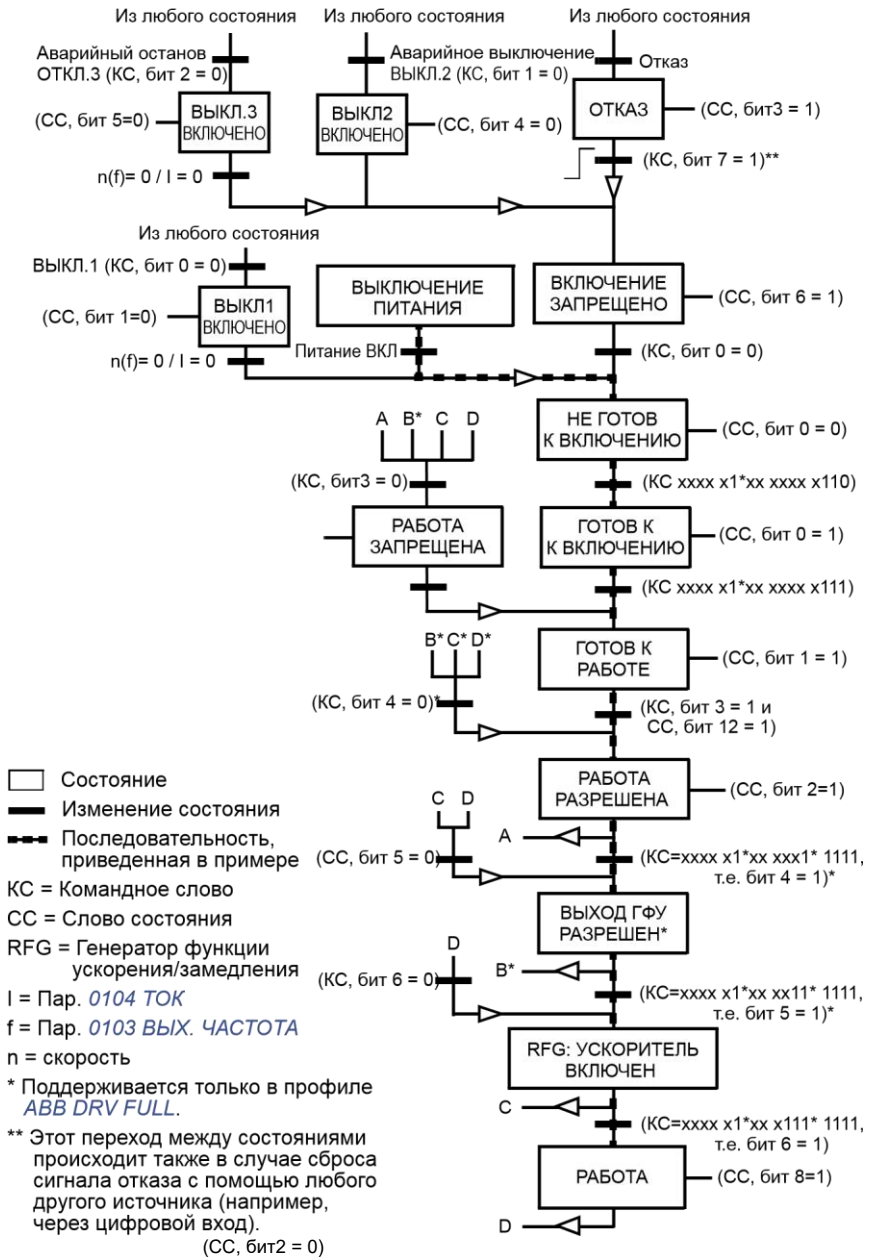 Из любого состояния
Из любого состояния
Из любого состояния
Аварийный останов
ОТКЛ.3 (КС, бит 2 = 0)
Аварийное выключение
ВЫКЛ.2 (КС, бит 1 = 0)
Отказ
(СС, бит 5=0)
ВЫКЛ.3
ВКЛЮЧЕНО
ВЫКЛ2
ВКЛЮЧЕНО
(СС, бит 4 = 0)
ОТКАЗ
(СС, бит3 = 1)
n(f)= 0 / I = 0
(КС, бит 7 = 1)**
Из любого состояния
ВЫКЛ.1 (КС, бит 0 = 0)
(СС, бит 1=0)
ВЫКЛ1
ВКЛЮЧЕНО
ВЫКЛЮЧЕНИЕ
ПИТАНИЯ
ВКЛЮЧЕНИЕ
ЗАПРЕЩЕНО
(СС, бит 6 = 1)
n(f)= 0 / I = 0
Питание ВКЛ
(КС, бит 0 = 0)
A B* C D
НЕ ГОТОВ
К ВКЛЮЧЕНИЮ
(СС, бит 0 = 0)
(КС, бит3 = 0)
(КС xxxx x1*xx xxxx x110)
РАБОТА
ЗАПРЕЩЕНА
ГОТОВ К
К ВКЛЮЧЕНИЮ
(СС, бит 0 = 1)
(КС xxxx x1*xx xxxx x111)
B* C* D*
ГОТОВ К
РАБОТЕ
(СС, бит 1 = 1)
(КС, бит 4 = 0)*
(КС, бит 3 = 1 и
СС, бит 12 = 1)
РАБОТА
РАЗРЕШЕНА
(СС, бит 2=1)
C D
A
(СС, бит 5 = 0)
(КС=xxxx x1*xx xxx1* 1111,
т.е. бит 4 = 1)*
ВЫХОД ГФУ
РАЗРЕШЕН*
D
B*
(КС, бит 6 = 0)
(КС=xxxx x1*xx xx11* 1111,
т.е. бит 5 = 1)*
RFG: УСКОРИТЕЛЬ
ВКЛЮЧЕН
C
(КС=xxxx x1*xx x111* 1111,
т.е. бит 6 = 1)
РАБОТА
(СС, бит 8=1)
D
Состояние
Изменение состояния
Последовательность,
приведенная в примере
КС = Командное слово
СС = Слово состояния
RFG = Генератор функции
ускорения/замедления
I = Пар. 0104 ТОК
f = Пар. 0103 ВЫХ. ЧАСТОТА
n = скорость
* Поддерживается только в профиле
ABB DRV FULL.
** Этот переход между состояниями
происходит также в случае сброса
сигнала отказа с помощью любого
другого источника (например,
через цифровой вход).
(СС, бит2 = 0)